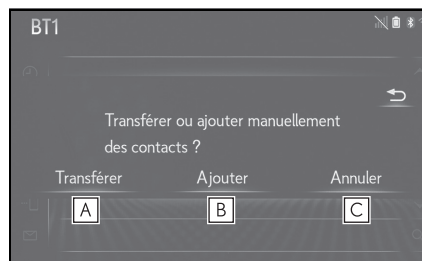 BT1
Transférer ou ajouter manuellement
des contacts ?
Transférer Ajouter Annuler
A B C